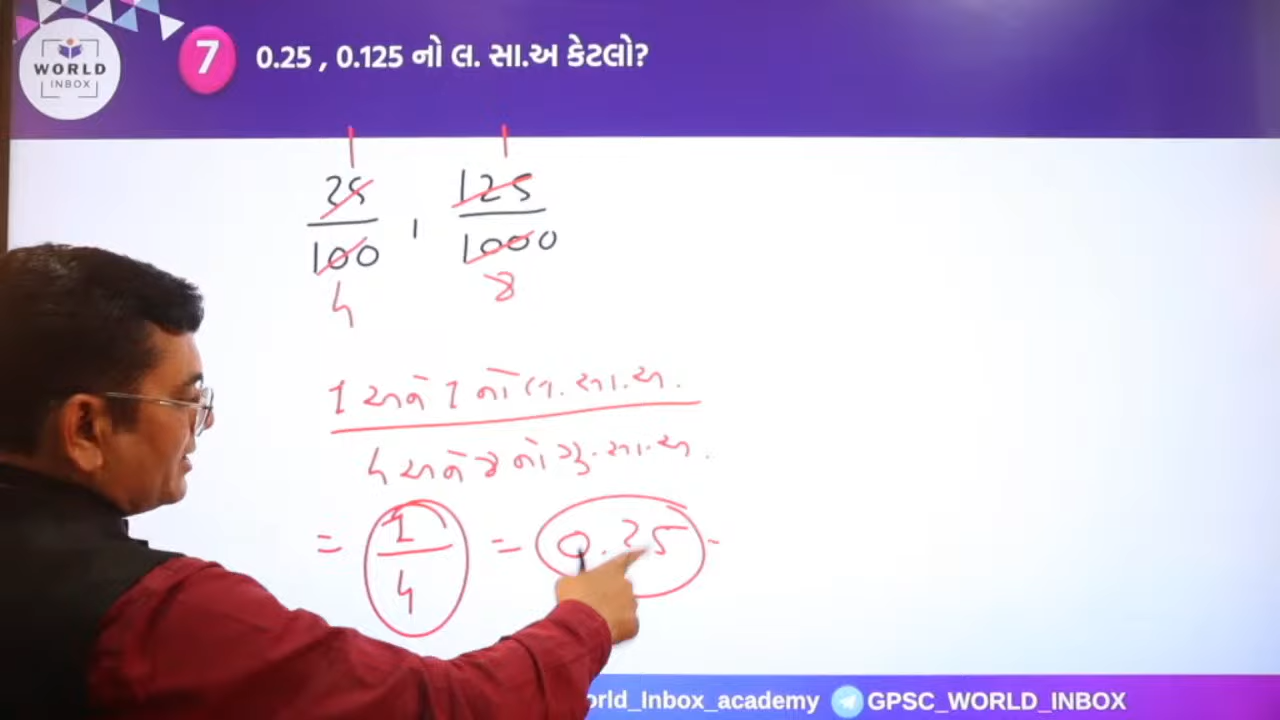 WORLD
INBOX
7
0.25 , 0.125 નો લ. સા.અ કેટલો?
1 1
25 , 125
100 1000
4 8
1 અને 1 નો લ.સા.અ.
4 અને 8 નો ગુ.સા.અ.
= 1/4 = 0.25
orld_Inbox_academy
GPSC_WORLD_INBOX